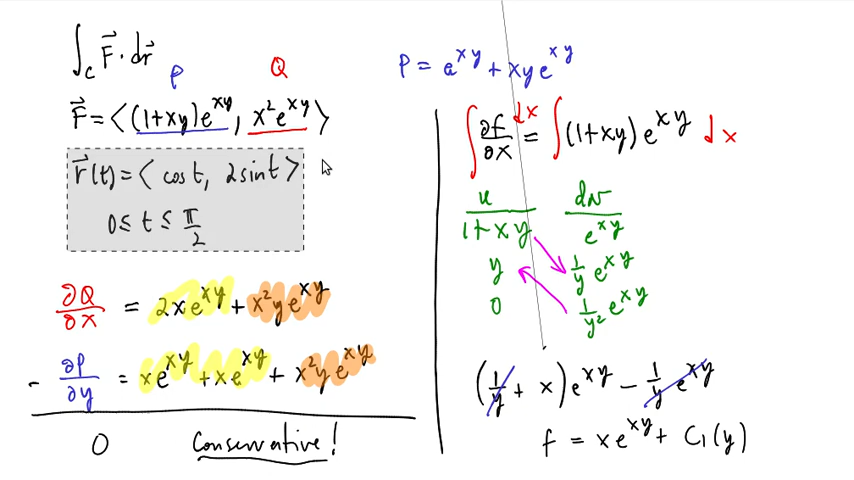 ∫_C F⃗ · dr⃗
P Q
F⃗ = ⟨(1+xy)e^{xy}, x²e^{xy}⟩
r⃗(t) = ⟨cos t, 2 sin t⟩
0 ≤ t ≤ π/2
∂Q/∂x = 2xe^{xy} + x²ye^{xy}
- ∂P/∂y = xe^{xy} + xe^{xy} + x²ye^{xy}
0 Conservative!
P = e^{xy} + xye^{xy}
∫ ∂f/∂x dx = ∫ (1+xy)e^{xy} dx
u dv
1+xy e^{xy}
y 1/y e^{xy}
0 1/y² e^{xy}
(1/y + x)e^{xy} − 1/y e^{xy}
f = xe^{xy} + C₁(y)